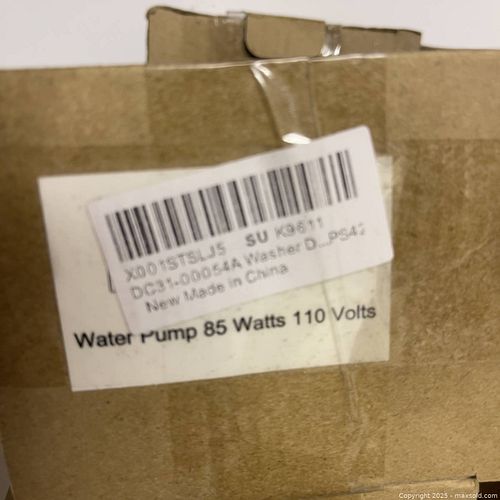 X001STSLJ5 SU K9611
DC31-00054A Washer D...PS42
New Made in China
Water Pump 85 Watts 110 Volts
Copyright © 2025 - maxsold.com